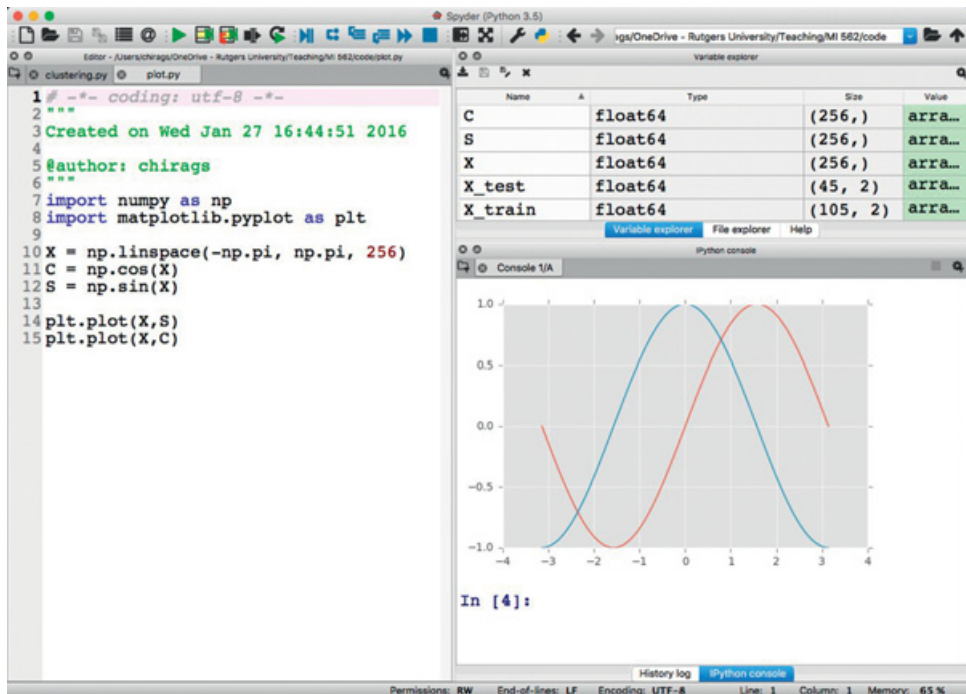 Spyder (Python 3.5)
igs/OneDrive - Rutgers University/Teaching/MI 562/code
Editor - /Users/chirags/OneDrive - Rutgers University/Teaching/MI 562/code/plot.py
clustering.py plot.py
1 # -*- coding: utf-8 -*-
2 """
3 Created on Wed Jan 27 16:44:51 2016
4
5 @author: chirags
6 """
7 import numpy as np
8 import matplotlib.pyplot as plt
9
10 X = np.linspace(-np.pi, np.pi, 256)
11 C = np.cos(X)
12 S = np.sin(X)
13
14 plt.plot(X,S)
15 plt.plot(X,C)
Variable explorer
Name Type Size Value
C float64 (256,) arra...
S float64 (256,) arra...
X float64 (256,) arra...
X_test float64 (45, 2) arra...
X_train float64 (105, 2) arra...
Variable explorer File explorer Help
IPython console
Console 1/A
1.0
0.5
0.0
-0.5
-1.0
-4 -3 -2 -1 0 1 2 3 4
In [4]:
History log IPython console
Permissions: RW End-of-lines: LF Encoding: UTF-8 Line: 1 Column: 1 Memory: 65 %